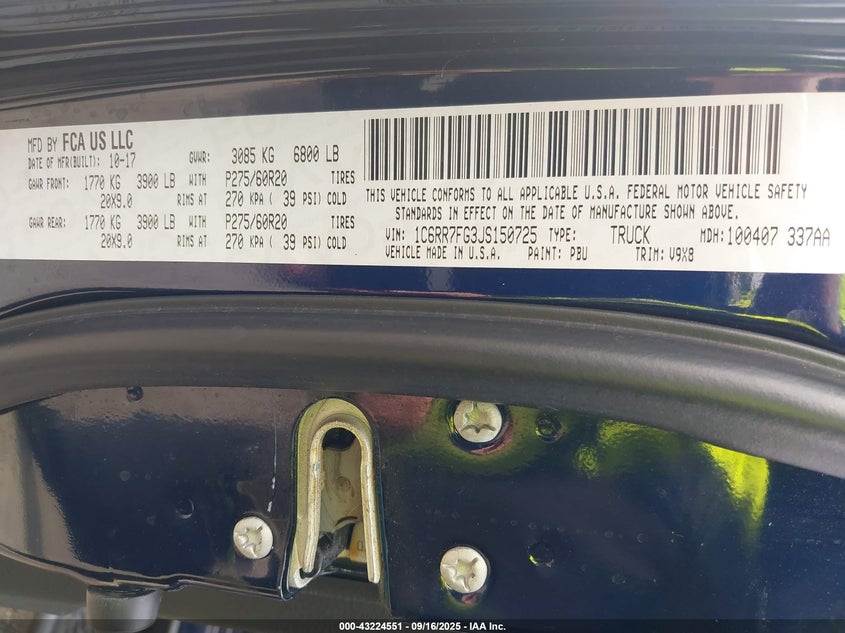 MFD BY FCA US LLC
DATE OF MFR(BUILT): 10-17 GVWR: 3085 KG 6800 LB
GAWR FRONT: 1770 KG 3900 LB WITH P275/60R20 TIRES
20X9.0 RIMS AT 270 KPA ( 39 PSI) COLD
GAWR REAR: 1770 KG 3900 LB WITH P275/60R20 TIRES
20X9.0 RIMS AT 270 KPA ( 39 PSI) COLD
THIS VEHICLE CONFORMS TO ALL APPLICABLE U.S.A. FEDERAL MOTOR VEHICLE SAFETY
STANDARDS IN EFFECT ON THE DATE OF MANUFACTURE SHOWN ABOVE.
VIN: 1C6RR7FG3JS150725 TYPE: TRUCK MDH: 100407 337AA
VEHICLE MADE IN U.S.A. PAINT: PBU TRIM: V9X8
000-43224551 - 09/16/2025 - IAA Inc.